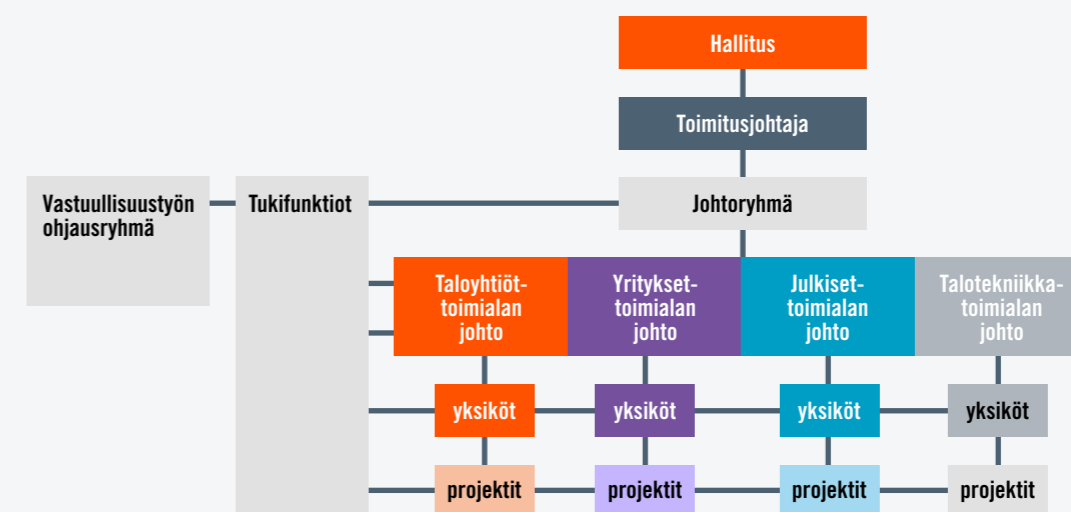 Hallitus
Toimitusjohtaja
Vastuullisuustyön
ohjausryhmä
Tukifunktiot
Johtoryhmä
Taloyhtiöt-
toimialan
johto
Yritykset-
toimialan
johto
Julkiset-
toimialan
johto
Talotekniikka-
toimialan
johto
yksiköt
yksiköt
yksiköt
yksiköt
projektit
projektit
projektit
projektit